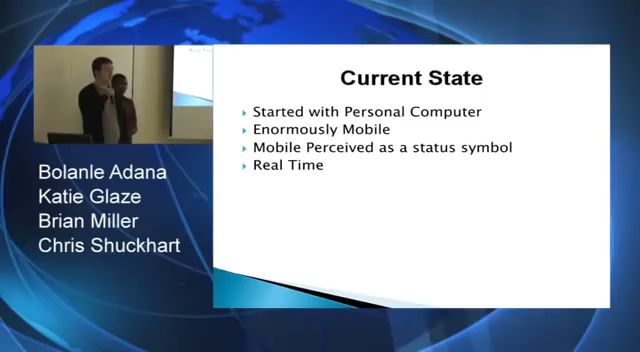 Current State
Started with Personal Computer
Enormously Mobile
Mobile Perceived as a status symbol
Real Time
Bolanle Adana
Katie Glaze
Brian Miller
Chris Shuckhart